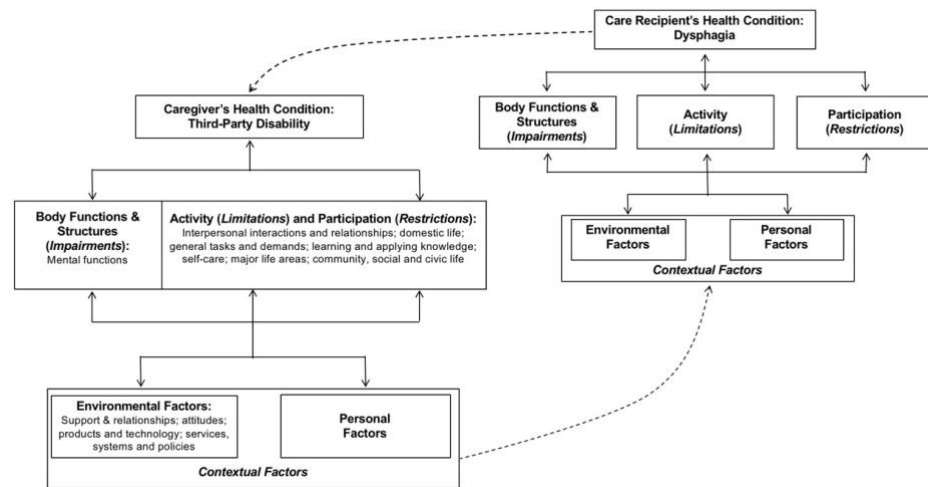 Care Recipient's Health Condition:
Dysphagia
Caregiver's Health Condition:
Third-Party Disability
Body Functions &
Structures
(Impairments)
Activity
(Limitations)
Participation
(Restrictions)
Body Functions &
Structures
(Impairments):
Mental functions
Activity (Limitations) and Participation (Restrictions):
Interpersonal interactions and relationships; domestic life;
general tasks and demands; learning and applying knowledge;
self-care; major life areas; community, social and civic life
Environmental
Factors
Personal
Factors
Contextual Factors
Environmental Factors:
Support & relationships; attitudes;
products and technology; services,
systems and policies
Personal
Factors
Contextual Factors